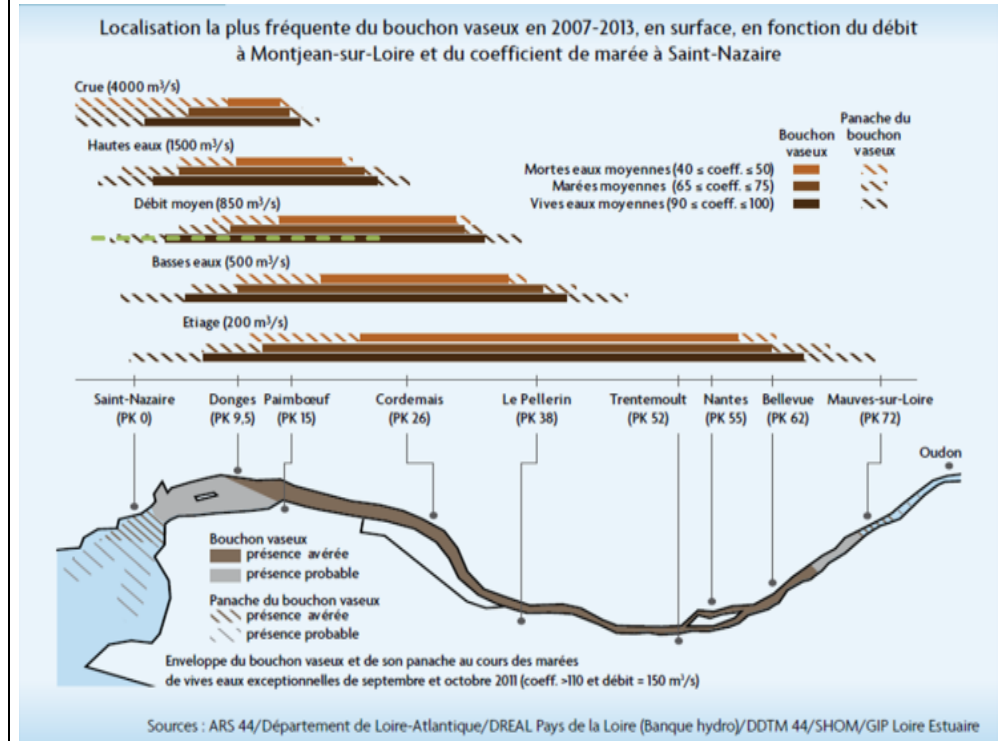 Localisation la plus fréquente du bouchon vaseux en 2007-2013, en surface, en fonction du débit
à Montjean-sur-Loire et du coefficient de marée à Saint-Nazaire
Crue (4000 m³/s)
Hautes eaux (1500 m³/s)
Débit moyen (850 m³/s)
Basses eaux (500 m³/s)
Etiage (200 m³/s)
Bouchon vaseux
Panache du bouchon vaseux
Mortes eaux moyennes (40 ≤ coeff. ≤ 50)
Marées moyennes (65 ≤ coeff. ≤ 75)
Vives eaux moyennes (90 ≤ coeff. ≤ 100)
Saint-Nazaire (PK 0)
Donges (PK 9,5)
Paimbœuf (PK 15)
Cordemais (PK 26)
Le Pellerin (PK 38)
Trentemoult (PK 52)
Nantes (PK 55)
Bellevue (PK 62)
Mauves-sur-Loire (PK 72)
Oudon
Bouchon vaseux
présence avérée
présence probable
Panache du bouchon vaseux
présence avérée
présence probable
Enveloppe du bouchon vaseux et de son panache au cours des marées
de vives eaux exceptionnelles de septembre et octobre 2011 (coeff. >110 et débit = 150 m³/s)
Sources : ARS 44/Département de Loire-Atlantique/DREAL Pays de la Loire (Banque hydro)/DDTM 44/SHOM/GIP Loire Estuaire